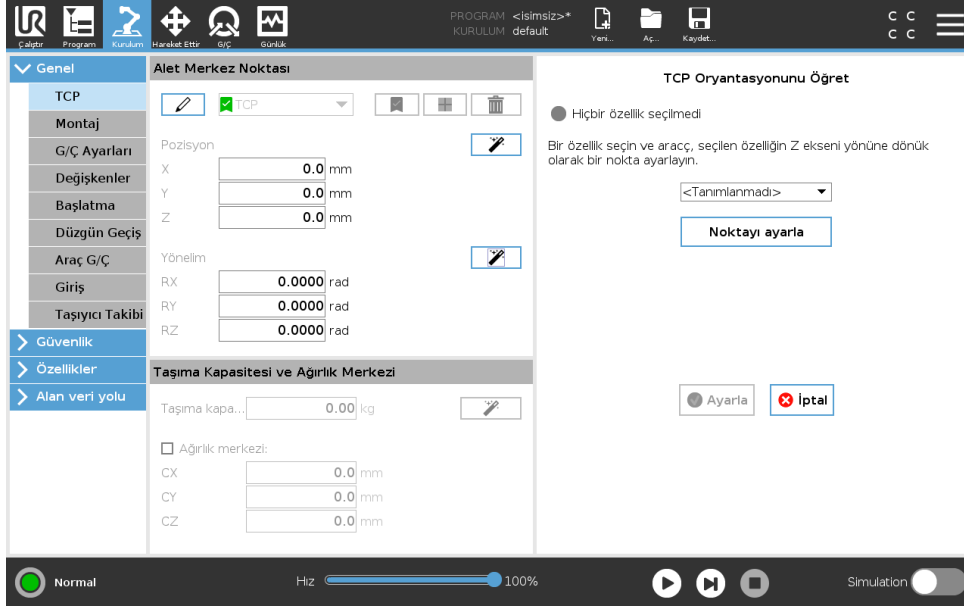 UR
Çalıştır
Program
Kurulum
Hareket Ettir
G/Ç
Günlük
PROGRAM <isimsiz>*
KURULUM default
Yeni...
Aç...
Kaydet...
C C
C C
Genel
TCP
Montaj
G/Ç Ayarları
Değişkenler
Başlatma
Düzgün Geçiş
Araç G/Ç
Giriş
Taşıyıcı Takibi
Güvenlik
Özellikler
Alan veri yolu
Alet Merkez Noktası
TCP
Pozisyon
X 0.0 mm
Y 0.0 mm
Z 0.0 mm
Yönelim
RX 0.0000 rad
RY 0.0000 rad
RZ 0.0000 rad
Taşıma Kapasitesi ve Ağırlık Merkezi
Taşıma kapa... 0.00 kg
Ağırlık merkezi:
CX 0.0 mm
CY 0.0 mm
CZ 0.0 mm
TCP Oryantasyonunu Öğret
Hiçbir özellik seçilmedi
Bir özellik seçin ve aracç, seçilen özelliğin Z ekseni yönüne dönük
olarak bir nokta ayarlayın.
<Tanımlanmadı>
Noktayı ayarla
Ayarla
İptal
Normal
Hız
100%
Simulation